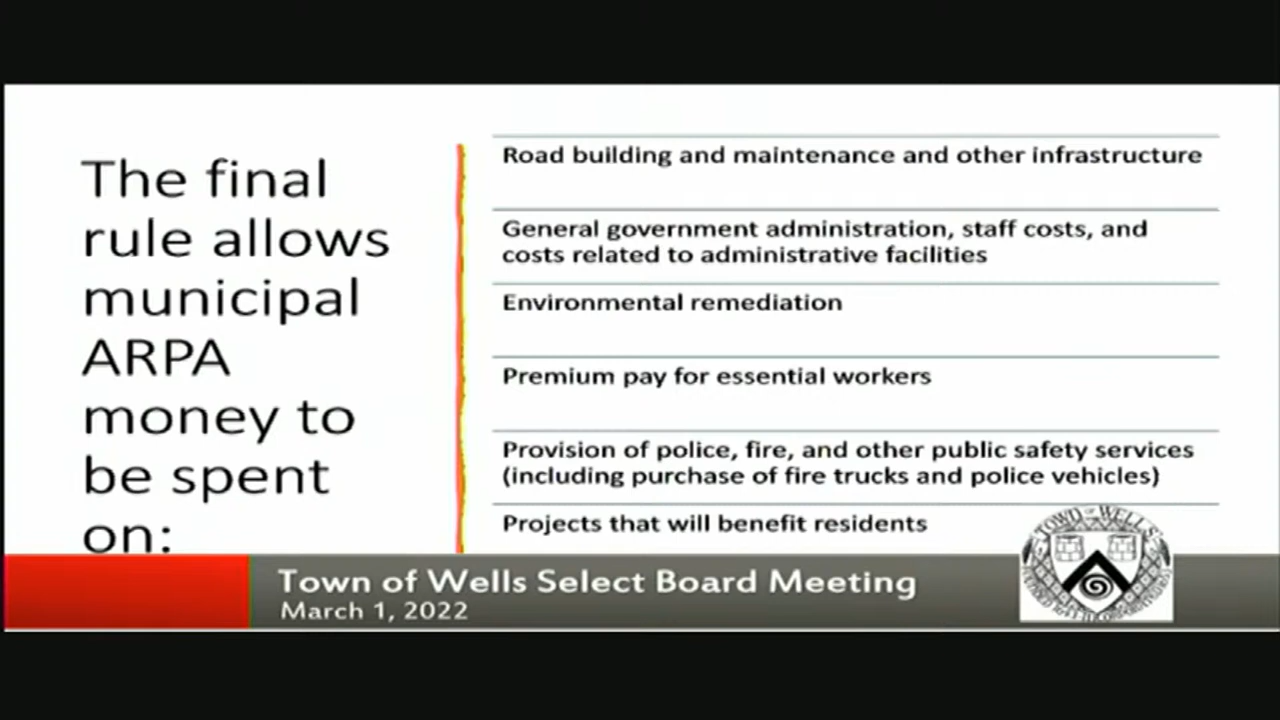 The final
rule allows
municipal
ARPA
money to
be spent
on:
Road building and maintenance and other infrastructure
General government administration, staff costs, and
costs related to administrative facilities
Environmental remediation
Premium pay for essential workers
Provision of police, fire, and other public safety services
(including purchase of fire trucks and police vehicles)
Projects that will benefit residents
Town of Wells Select Board Meeting
March 1, 2022
TOWN OF WELLS